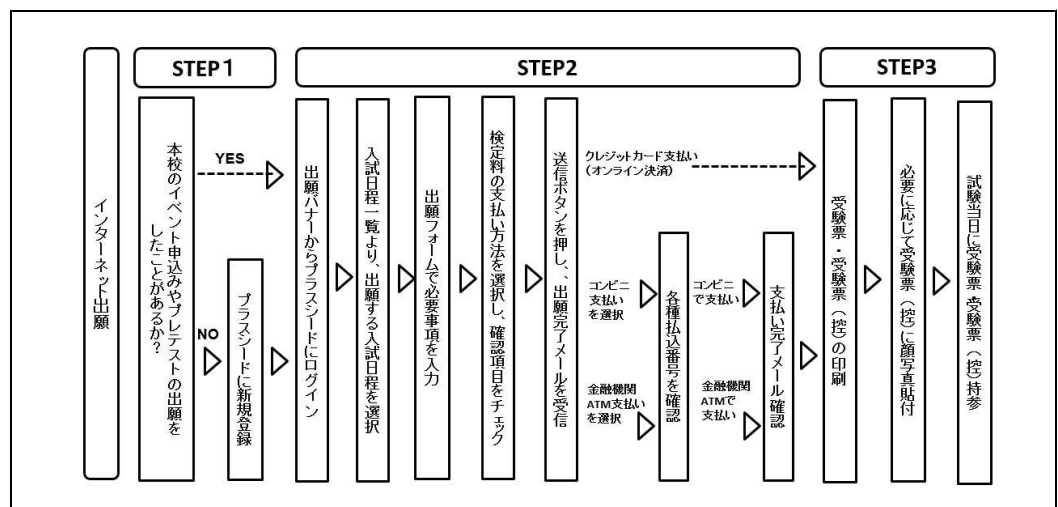 STEP1
STEP2
STEP3
インターネット出願
本校のイベント申込みやプレテストの出願を
したことがあるか？
YES
NO
プラスシードに新規登録
出願バナーからプラスシードにログイン
入試日程一覧より、出願する入試日程を選択
出願フォームで必要事項を入力
検定料の支払い方法を選択し、確認項目をチェック
送信ボタンを押し、、出願完了メールを受信
クレジットカード支払い
（オンライン決済）
コンビニ
支払い
を選択
金融機関
ATM支払い
を選択
各種払込番号を確認
コンビニ
で支払い
金融機関
ATMで
支払い
支払い完了メール確認
受験票・受験票（控）の印刷
必要に応じて受験票（控）に顔写真貼付
試験当日に受験票・受験票（控）持参